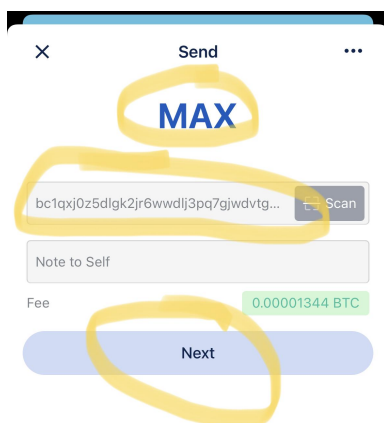 Send
MAX
bc1qxj0z5dlgk2jr6wwdlj3pq7gjwdvtg... Scan
Note to Self
Fee 0.00001344 BTC
Next